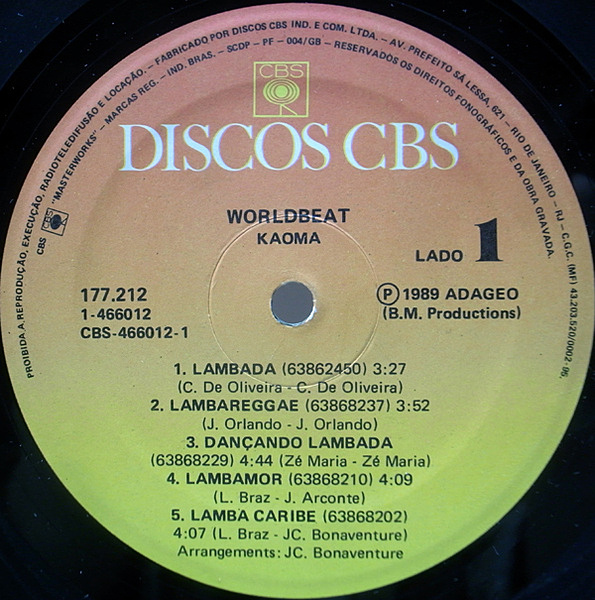 PROIBIDA A REPRODUÇÃO, EXECUÇÃO, RADIOTELEDIFUSÃO E LOCAÇÃO. – FABRICADO POR DISCOS CBS IND. E COM. LTDA. – AV. PREFEITO SÁ LESSA, 621 – RIO DE JANEIRO – RJ – C.G.C. (MF) 43.203.520/0002-95.
CBS CBS "MASTERWORKS" – MARCAS REG. – IND. BRAS. – SCDP – PF – 004/GB – RESERVADOS OS DIREITOS FONOGRÁFICOS E DA OBRA GRAVADA.
CBS
DISCOS CBS
WORLDBEAT
KAOMA
LADO 1
177.212
1-466012
CBS-466012-1
Ⓟ 1989 ADAGEO
(B.M. Productions)
1. LAMBADA (63862450) 3:27
(C. De Oliveira - C. De Oliveira)
2. LAMBAREGGAE (63868237) 3:52
(J. Orlando - J. Orlando)
3. DANÇANDO LAMBADA
(63868229) 4:44 (Zé Maria - Zé Maria)
4. LAMBAMOR (63868210) 4:09
(L. Braz - J. Arconte)
5. LAMBA CARIBE (63868202)
4:07 (L. Braz - JC. Bonaventure)
Arrangements: JC. Bonaventure